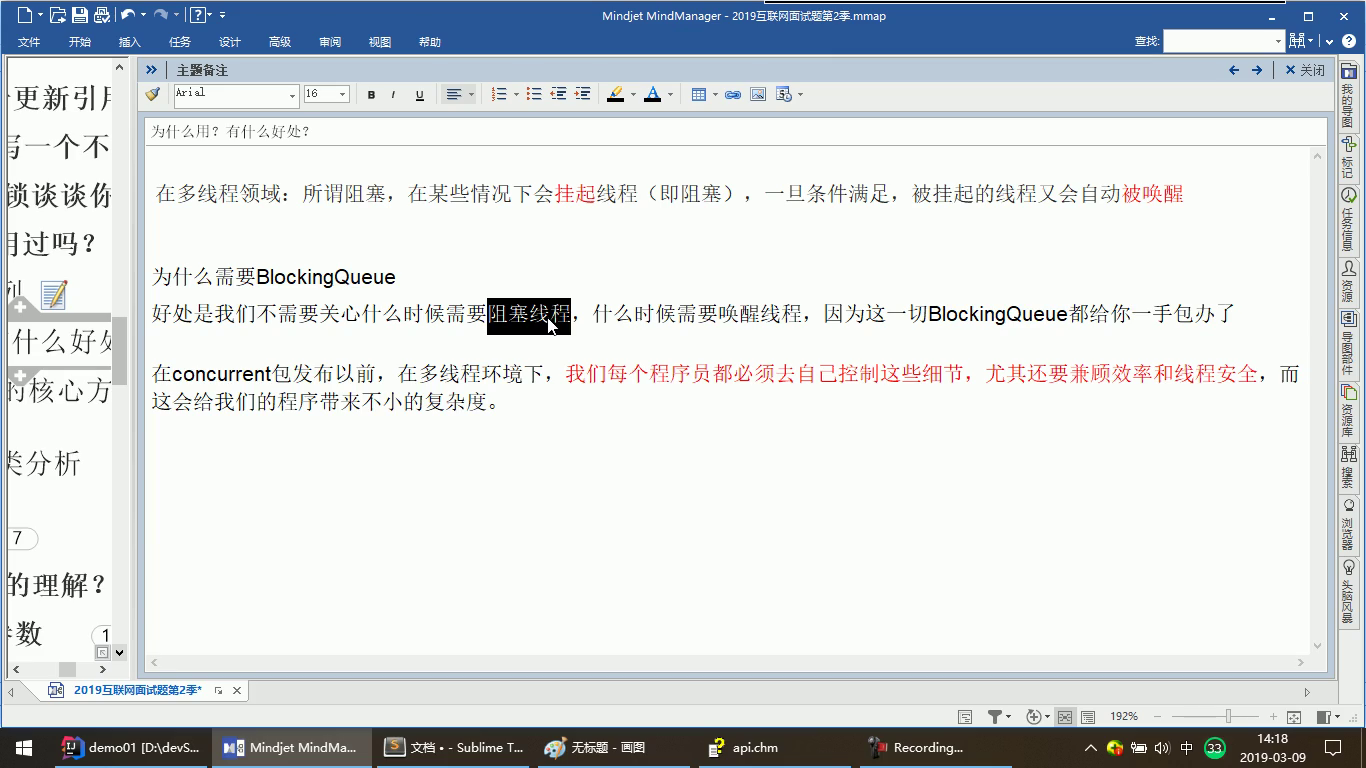 Mindjet MindManager - 2019互联网面试题第2季.mmap
文件 开始 插入 任务 设计 高级 审阅 视图 帮助 查找:
主题备注 关闭
Arial 16 B I U
为什么用？有什么好处？
在多线程领域：所谓阻塞，在某些情况下会挂起线程（即阻塞），一旦条件满足，被挂起的线程又会自动被唤醒
为什么需要BlockingQueue
好处是我们不需要关心什么时候需要阻塞线程，什么时候需要唤醒线程，因为这一切BlockingQueue都给你一手包办了
在concurrent包发布以前，在多线程环境下，我们每个程序员都必须去自己控制这些细节，尤其还要兼顾效率和线程安全，而
这会给我们的程序带来不小的复杂度。
更新引用
写一个不
锁谈谈你
用过吗？
列
什么好处
的核心方
类分析
7
的理解？
参数 1
我的导图
标记
任务信息
资源
导图部件
资源库
搜索
浏览器
头脑风暴
2019互联网面试题第2季*
192%
demo01 [D:\devS... Mindjet MindMa... 文档 • - Sublime T... 无标题 - 画图 api.chm Recording... 中 33 14:18
2019-03-09